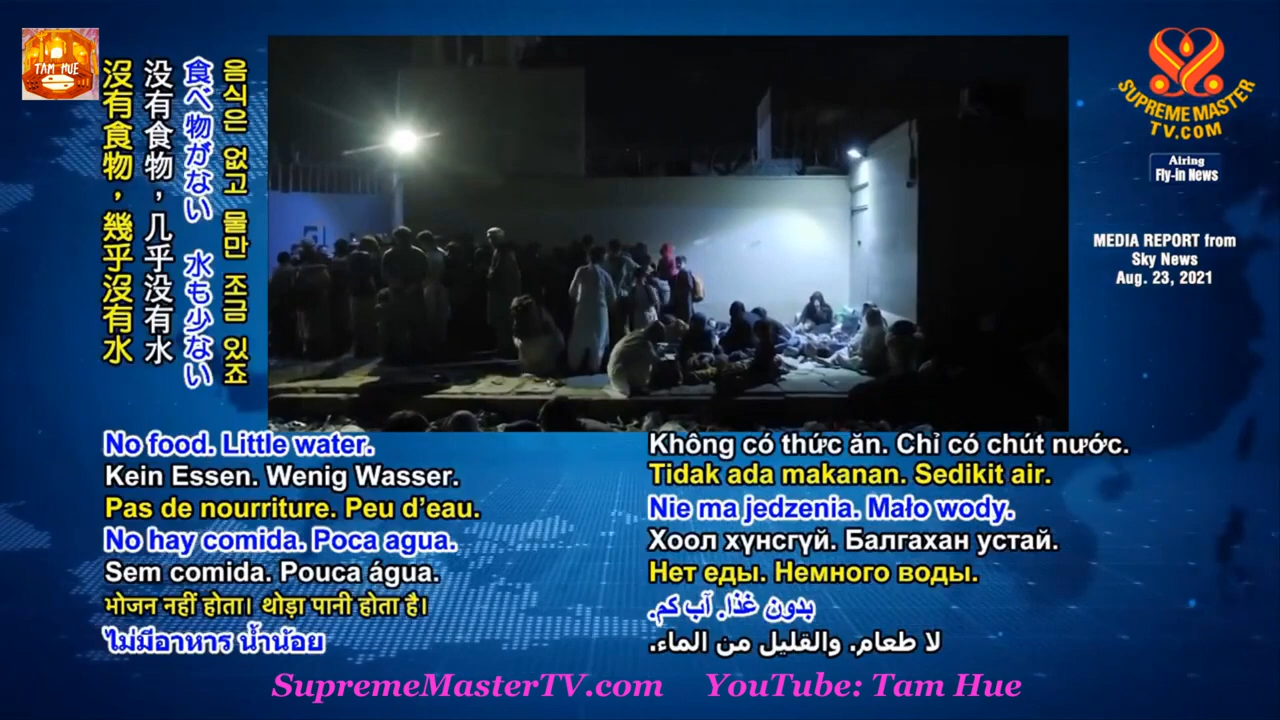 TAM HUE
沒有食物，幾乎沒有水
没有食物，几乎没有水
食べ物がない 水も少ない
음식은 없고 물만 조금 있죠
SUPREME MASTER
TV.COM
Airing
Fly-in News
MEDIA REPORT from
Sky News
Aug. 23, 2021
No food. Little water.
Kein Essen. Wenig Wasser.
Pas de nourriture. Peu d’eau.
No hay comida. Poca agua.
Sem comida. Pouca água.
भोजन नहीं होता। थोड़ा पानी होता है।
ไม่มีอาหาร น้ำน้อย
Không có thức ăn. Chỉ có chút nước.
Tidak ada makanan. Sedikit air.
Nie ma jedzenia. Mało wody.
Хоол хүнсгүй. Балгахан устай.
Нет еды. Немного воды.
بدون غذا. آب کم.
لا طعام. والقليل من الماء.
SupremeMasterTV.com YouTube: Tam Hue